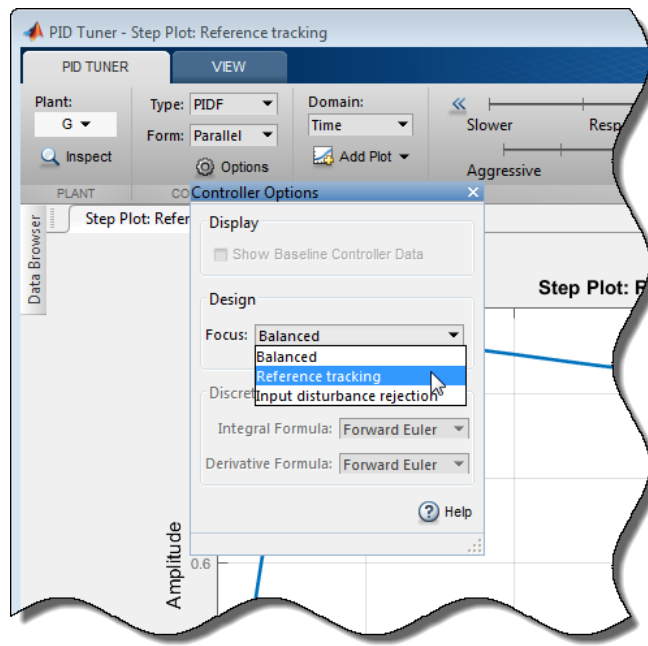 PID Tuner - Step Plot: Reference tracking
PID TUNER VIEW
Plant: Type: PIDF Domain:
G Form: Parallel Time Slower Resp
Inspect Options Add Plot Aggressive
PLANT CO
Controller Options
Step Plot: Refer
Data Browser
Display
Show Baseline Controller Data
Step Plot:
Design
Focus: Balanced
Balanced
Reference tracking
Input disturbance rejection
Discret
Integral Formula: Forward Euler
Derivative Formula: Forward Euler
Help
Amplitude
0.6